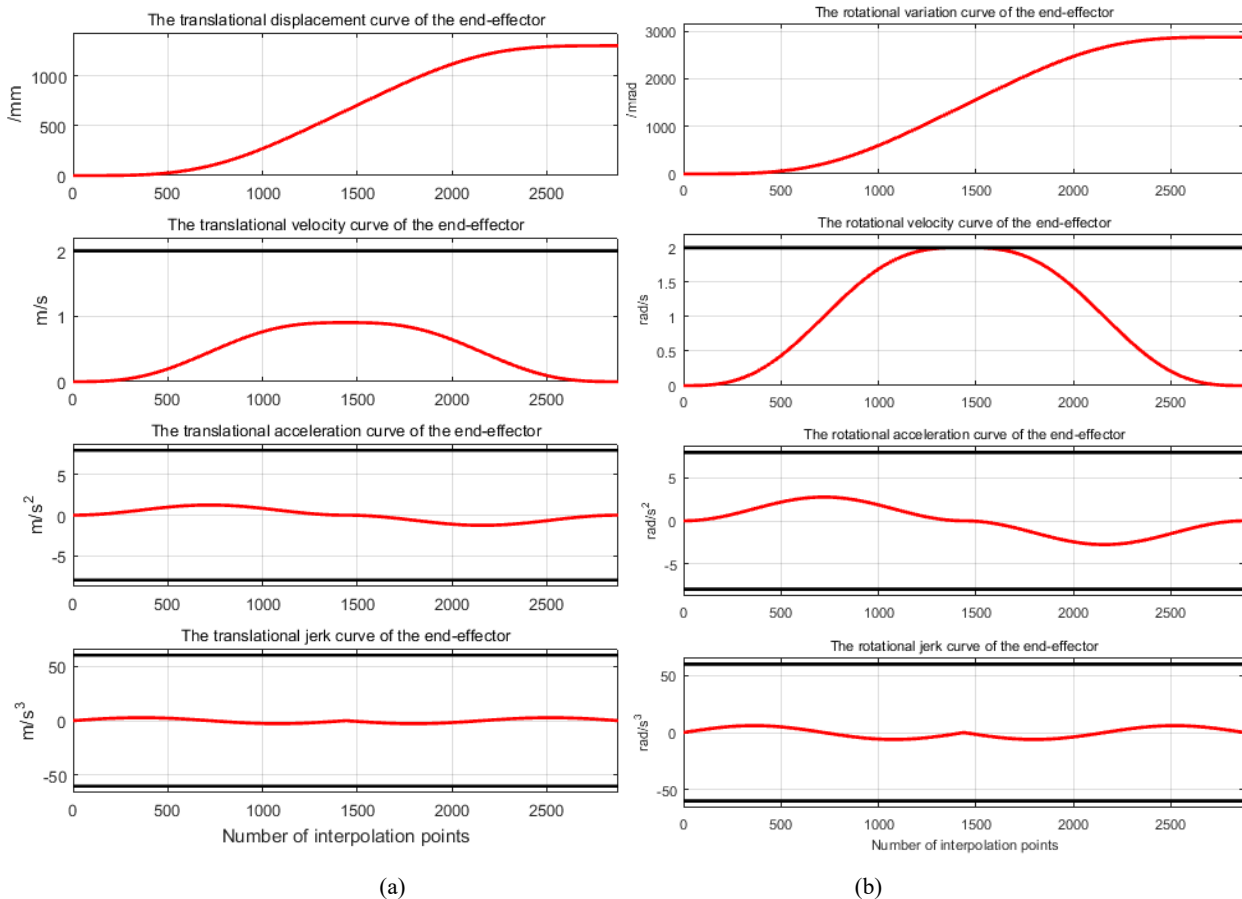 The translational displacement curve of the end-effector
/mm
1000
500
0
0 500 1000 1500 2000 2500
The translational velocity curve of the end-effector
m/s
2
1
0
0 500 1000 1500 2000 2500
The translational acceleration curve of the end-effector
m/s²
5
0
-5
0 500 1000 1500 2000 2500
The translational jerk curve of the end-effector
m/s³
50
0
-50
0 500 1000 1500 2000 2500
Number of interpolation points
(a)
The rotational variation curve of the end-effector
/mrad
3000
2000
1000
0
0 500 1000 1500 2000 2500
The rotational velocity curve of the end-effector
rad/s
2
1.5
1
0.5
0
0 500 1000 1500 2000 2500
The rotational acceleration curve of the end-effector
rad/s²
5
0
-5
0 500 1000 1500 2000 2500
The rotational jerk curve of the end-effector
rad/s³
50
0
-50
0 500 1000 1500 2000 2500
Number of interpolation points
(b)